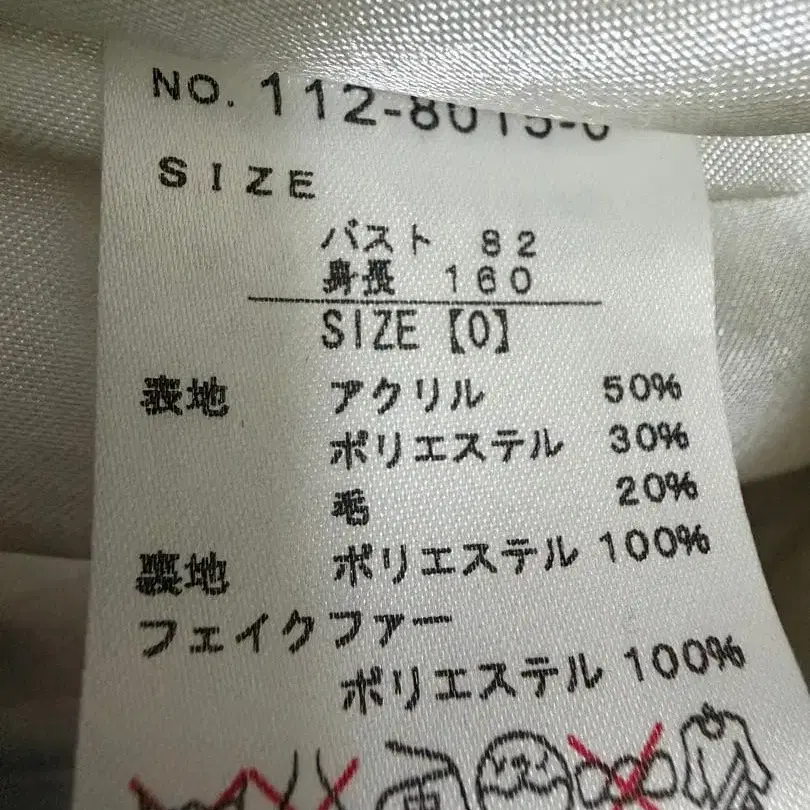 NO. 112-8015-0
SIZE
バスト 82
身長 160
SIZE【0】
表地 アクリル 50%
ポリエステル 30%
毛 20%
裏地 ポリエステル 100%
フェイクファー
ポリエステル 100%